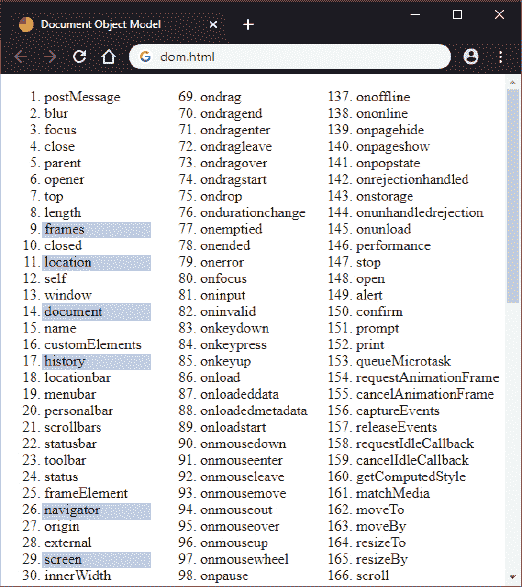 Document Object Model
dom.html
1. postMessage
2. blur
3. focus
4. close
5. parent
6. opener
7. top
8. length
9. frames
10. closed
11. location
12. self
13. window
14. document
15. name
16. customElements
17. history
18. locationbar
19. menubar
20. personalbar
21. scrollbars
22. statusbar
23. toolbar
24. status
25. frameElement
26. navigator
27. origin
28. external
29. screen
30. innerWidth
69. ondrag
70. ondragend
71. ondragenter
72. ondragleave
73. ondragover
74. ondragstart
75. ondrop
76. ondurationchange
77. onemptied
78. onended
79. onerror
80. onfocus
81. oninput
82. oninvalid
83. onkeydown
84. onkeypress
85. onkeyup
86. onload
87. onloadeddata
88. onloadedmetadata
89. onloadstart
90. onmousedown
91. onmouseenter
92. onmouseleave
93. onmousemove
94. onmouseout
95. onmouseover
96. onmouseup
97. onmousewheel
98. onpause
137. onoffline
138. ononline
139. onpagehide
140. onpageshow
141. onpopstate
142. onrejectionhandled
143. onstorage
144. onunhandledrejection
145. onunload
146. performance
147. stop
148. open
149. alert
150. confirm
151. prompt
152. print
153. queueMicrotask
154. requestAnimationFrame
155. cancelAnimationFrame
156. captureEvents
157. releaseEvents
158. requestIdleCallback
159. cancelIdleCallback
160. getComputedStyle
161. matchMedia
162. moveTo
163. moveBy
164. resizeTo
165. resizeBy
166. scroll